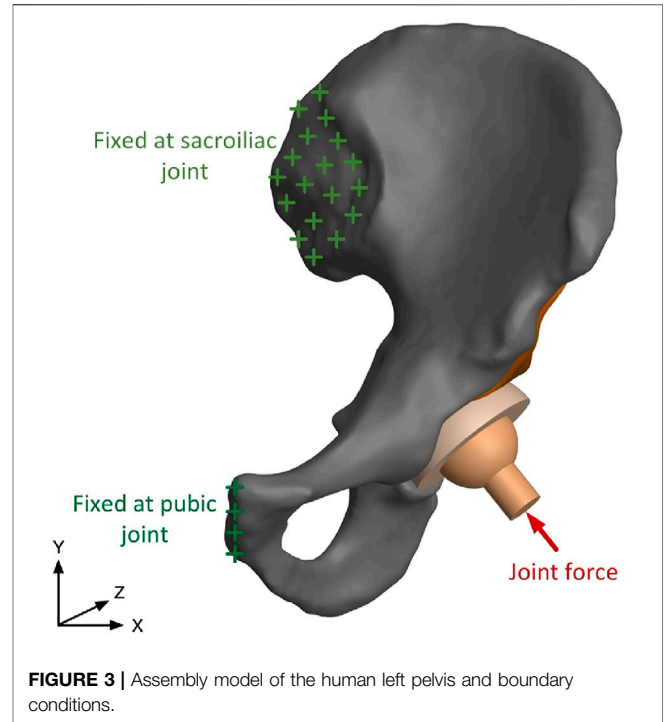 Fixed at sacroiliac
joint
Fixed at pubic
joint
Y
Z
X
Joint force
FIGURE 3 | Assembly model of the human left pelvis and boundary
conditions.